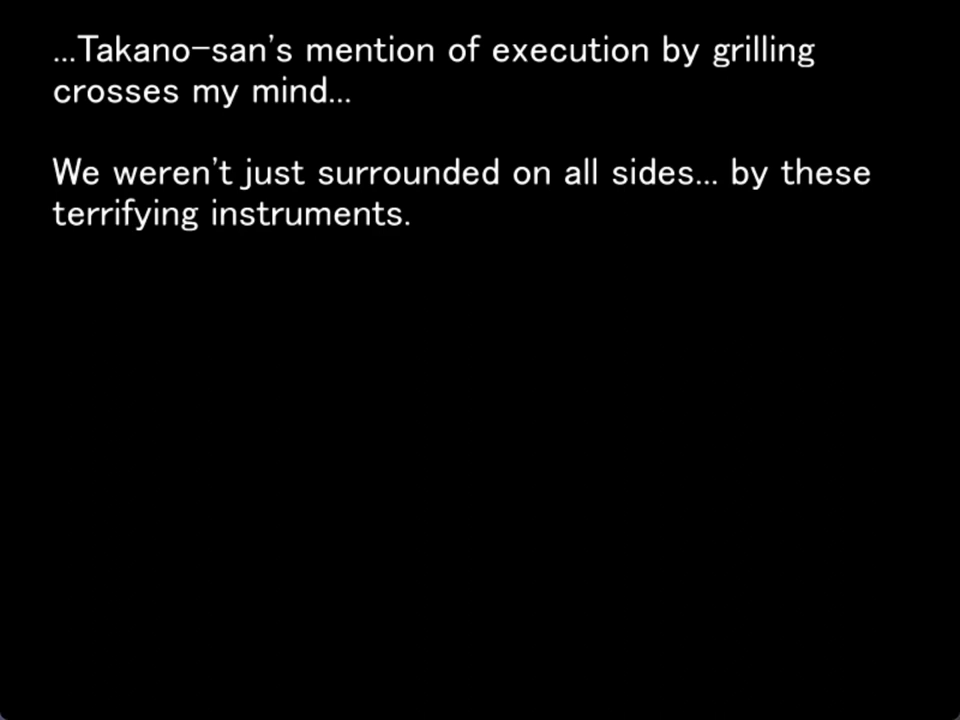 ...Takano-san's mention of execution by grilling
crosses my mind...
We weren't just surrounded on all sides... by these
terrifying instruments.